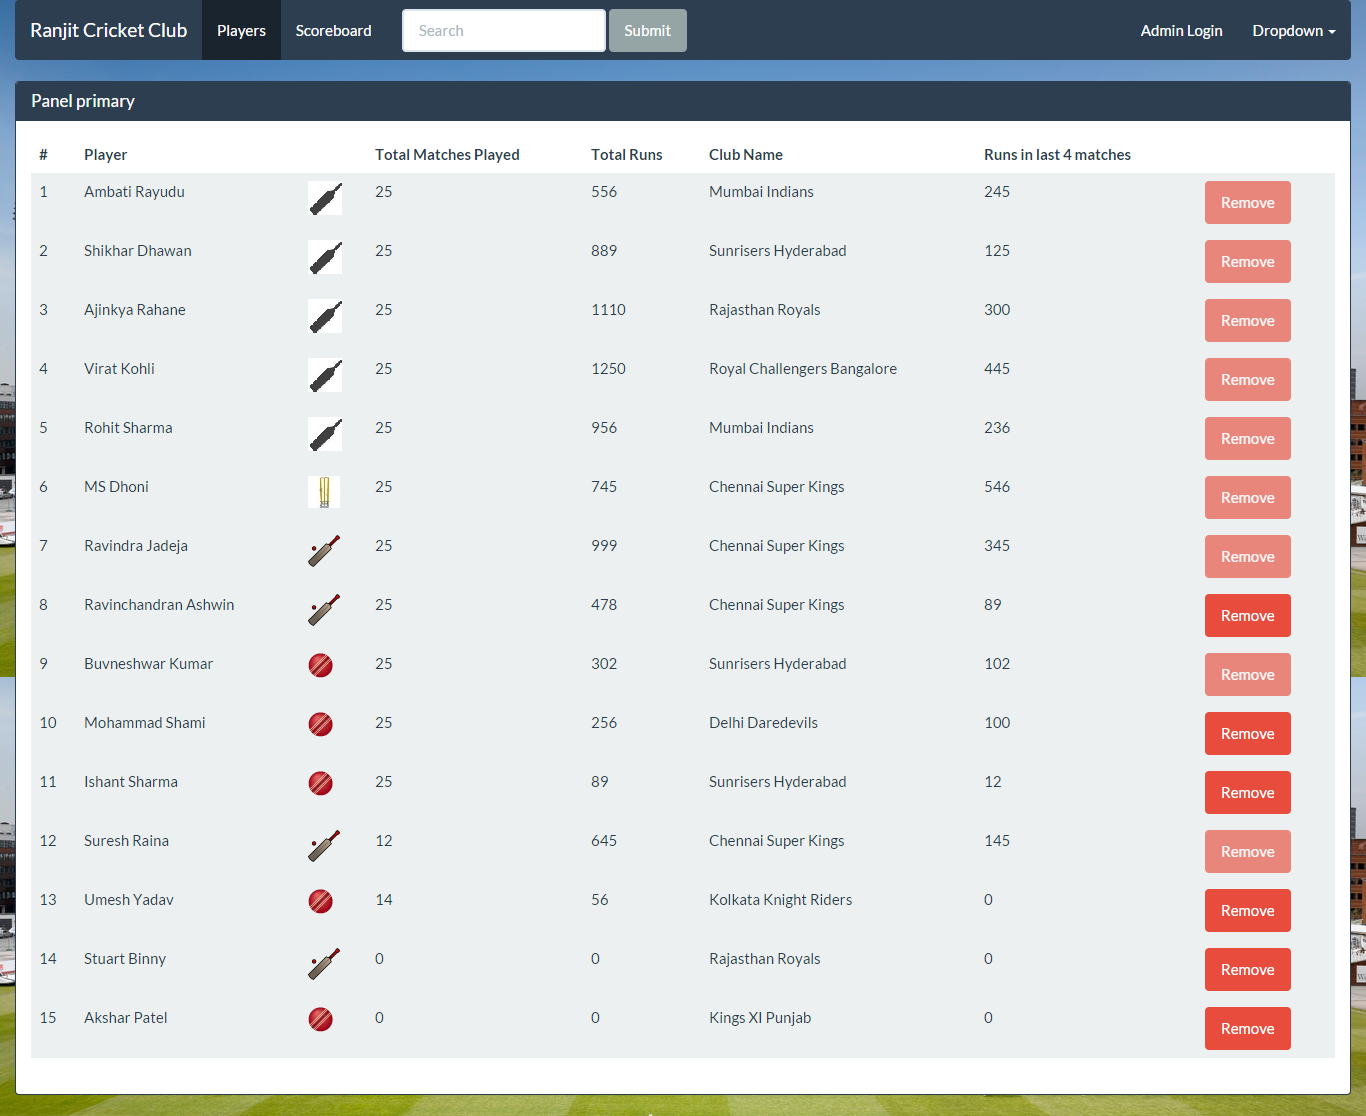 Ranjit Cricket Club Players Scoreboard Search Submit Admin Login Dropdown
Panel primary
# Player Total Matches Played Total Runs Club Name Runs in last 4 matches
1 Ambati Rayudu 25 556 Mumbai Indians 245 Remove
2 Shikhar Dhawan 25 889 Sunrisers Hyderabad 125 Remove
3 Ajinkya Rahane 25 1110 Rajasthan Royals 300 Remove
4 Virat Kohli 25 1250 Royal Challengers Bangalore 445 Remove
5 Rohit Sharma 25 956 Mumbai Indians 236 Remove
6 MS Dhoni 25 745 Chennai Super Kings 546 Remove
7 Ravindra Jadeja 25 999 Chennai Super Kings 345 Remove
8 Ravinchandran Ashwin 25 478 Chennai Super Kings 89 Remove
9 Buvneshwar Kumar 25 302 Sunrisers Hyderabad 102 Remove
10 Mohammad Shami 25 256 Delhi Daredevils 100 Remove
11 Ishant Sharma 25 89 Sunrisers Hyderabad 12 Remove
12 Suresh Raina 12 645 Chennai Super Kings 145 Remove
13 Umesh Yadav 14 56 Kolkata Knight Riders 0 Remove
14 Stuart Binny 0 0 Rajasthan Royals 0 Remove
15 Akshar Patel 0 0 Kings XI Punjab 0 Remove